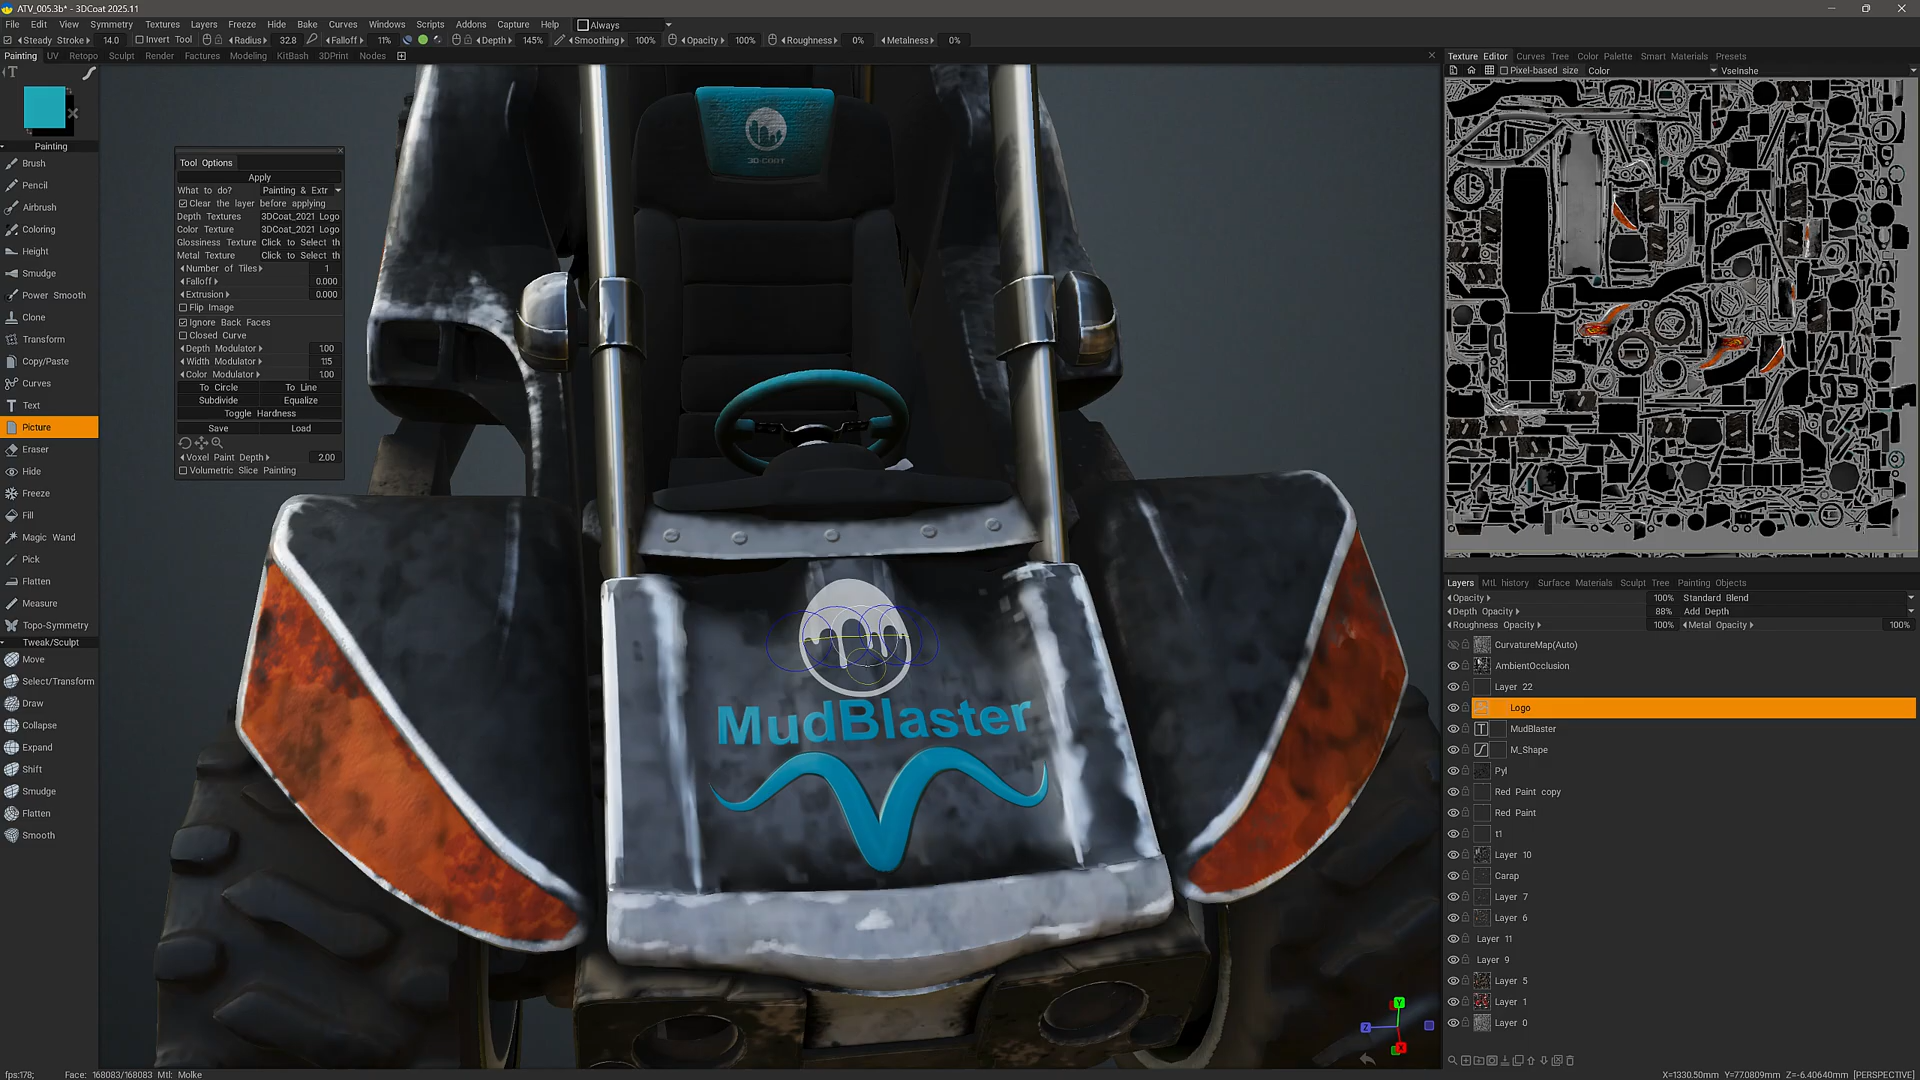 ATV_005.3b* - 3DCoat 2025.11
File Edit View Symmetry Textures Layers Freeze Hide Bake Curves Windows Scripts Addons Capture Help Always
Steady Stroke 14.0 Invert Tool Radius 32.8 Falloff 11% Depth 145% Smoothing 100% Opacity 100% Roughness 0% Metalness 0%
Painting UV Retopo Sculpt Render Factures Modeling KitBash 3DPrint Nodes
Texture Editor Curves Tree Color Palette Smart Materials Presets
Pixel-based size Color VseInshe
T
Painting
Brush
Pencil
Airbrush
Coloring
Height
Smudge
Power Smooth
Clone
Transform
Copy/Paste
Curves
Text
Picture
Eraser
Hide
Freeze
Fill
Magic Wand
Pick
Flatten
Measure
Topo-Symmetry
Tweak/Sculpt
Move
Select/Transform
Draw
Collapse
Expand
Shift
Smudge
Flatten
Smooth
Tool Options
Apply
What to do? Painting & Extr
Clear the layer before applying
Depth Textures 3DCoat_2021 Logo
Color Texture 3DCoat_2021 Logo
Glossiness Texture Click to Select th
Metal Texture Click to Select th
Number of Tiles 1
Falloff 0.000
Extrusion 0.000
Flip Image
Ignore Back Faces
Closed Curve
Depth Modulator 1.00
Width Modulator 1.15
Color Modulator 1.00
To Circle To Line
Subdivide Equalize
Toggle Hardness
Save Load
Voxel Paint Depth 2.00
Volumetric Slice Painting
3D-COAT
MudBlaster
Layers Mtl. history Surface Materials Sculpt Tree Painting Objects
Opacity 100% Standard Blend
Depth Opacity 88% Add Depth
Roughness Opacity 100% Metal Opacity 100%
CurvatureMap(Auto)
AmbientOcclusion
Layer 22
Logo
T MudBlaster
M_Shape
Pyl
Red Paint copy
Red Paint
t1
Layer 10
Carap
Layer 7
Layer 6
Layer 11
Layer 9
Layer 5
Layer 1
Layer 0
Y
Z
X
fps:178; Face: 168083/168083 Mtl: Molke
X=1330.50mm Y=77.0809mm Z=-6.40640mm [PERSPECTIVE]